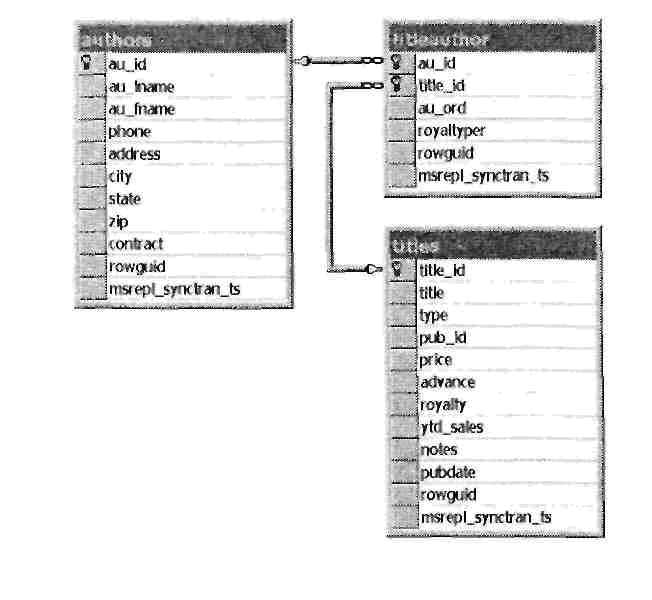 authors
au_id
au_lname
au_fname
phone
address
city
state
zip
contract
rowguid
msrepl_synctran_ts
titleauthor
au_id
title_id
au_ord
royaltyper
rowguid
msrepl_synctran_ts
titles
title_id
title
type
pub_id
price
advance
royalty
ytd_sales
notes
pubdate
rowguid
msrepl_synctran_ts